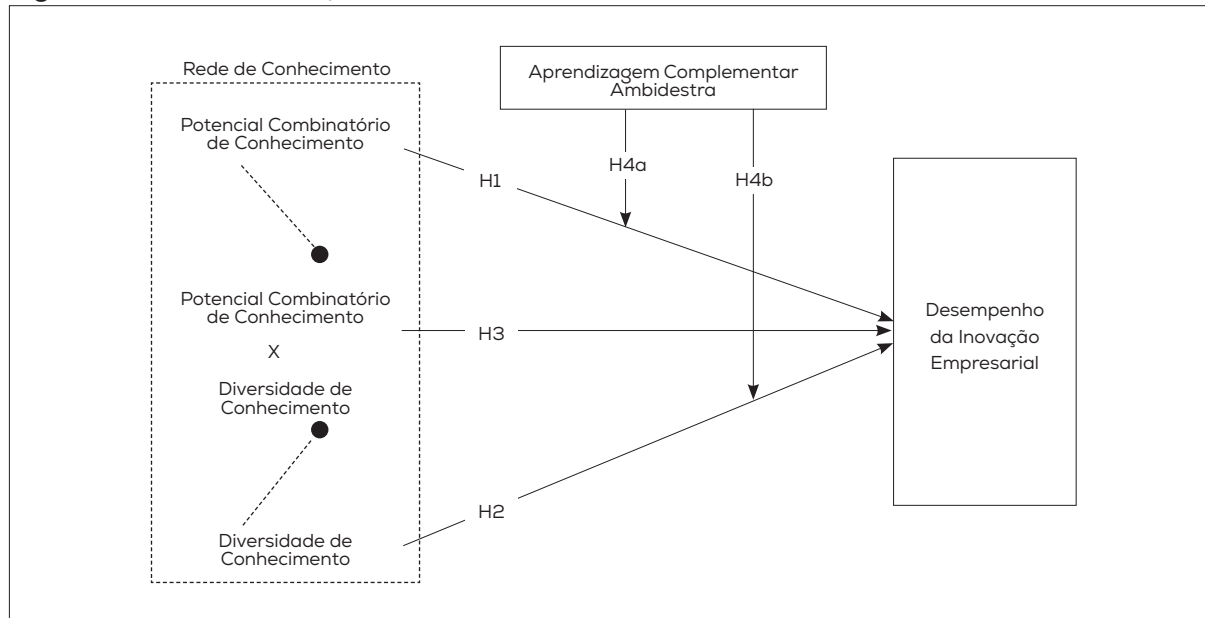 Rede de Conhecimento
Potencial Combinatório
de Conhecimento
Potencial Combinatório
de Conhecimento
X
Diversidade de
Conhecimento
Diversidade de
Conhecimento
Aprendizagem Complementar
Ambidestra
H1
H4a
H4b
H3
H2
Desempenho
da Inovação
Empresarial